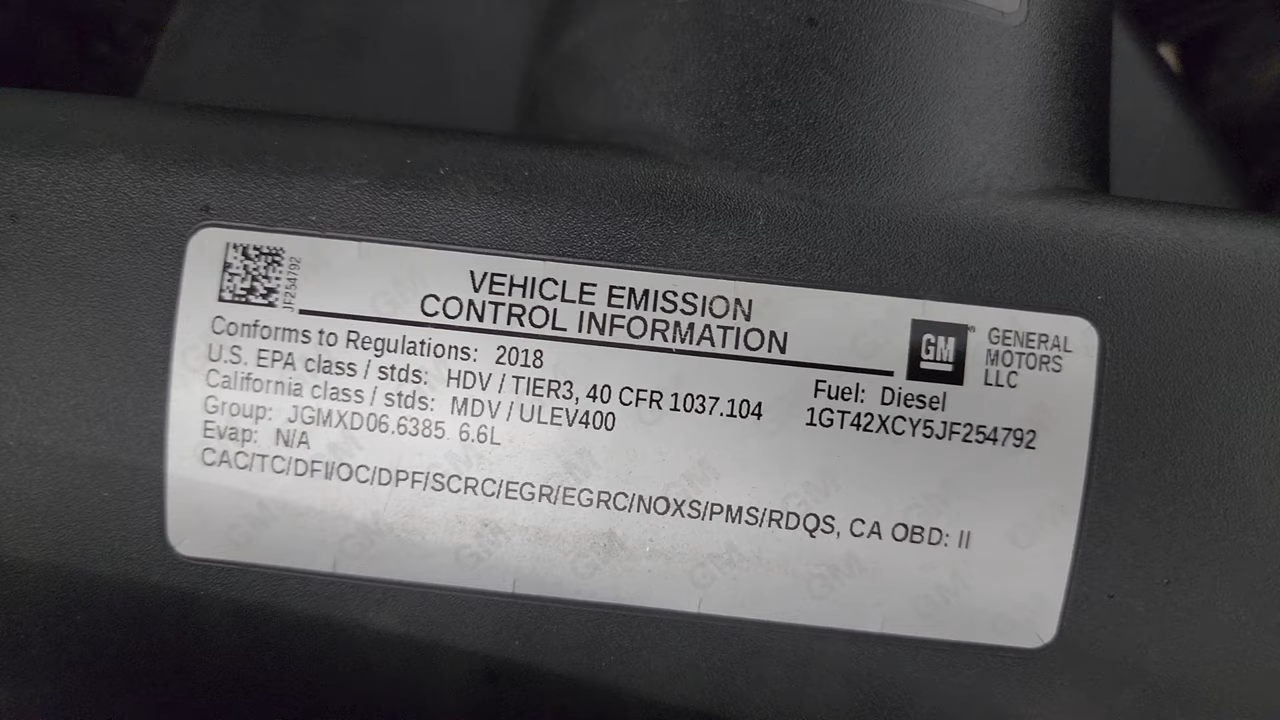 JF254792
VEHICLE EMISSION
CONTROL INFORMATION
GM
GENERAL
MOTORS
LLC
Conforms to Regulations: 2018
U.S. EPA class / stds: HDV / TIER3, 40 CFR 1037.104
Fuel: Diesel
California class / stds: MDV / ULEV400
1GT42XCY5JF254792
Group: JGMXD06.6385 6.6L
Evap: N/A
CAC/TC/DFI/OC/DPF/SCRC/EGR/EGRC/NOXS/PMS/RDQS, CA OBD: II